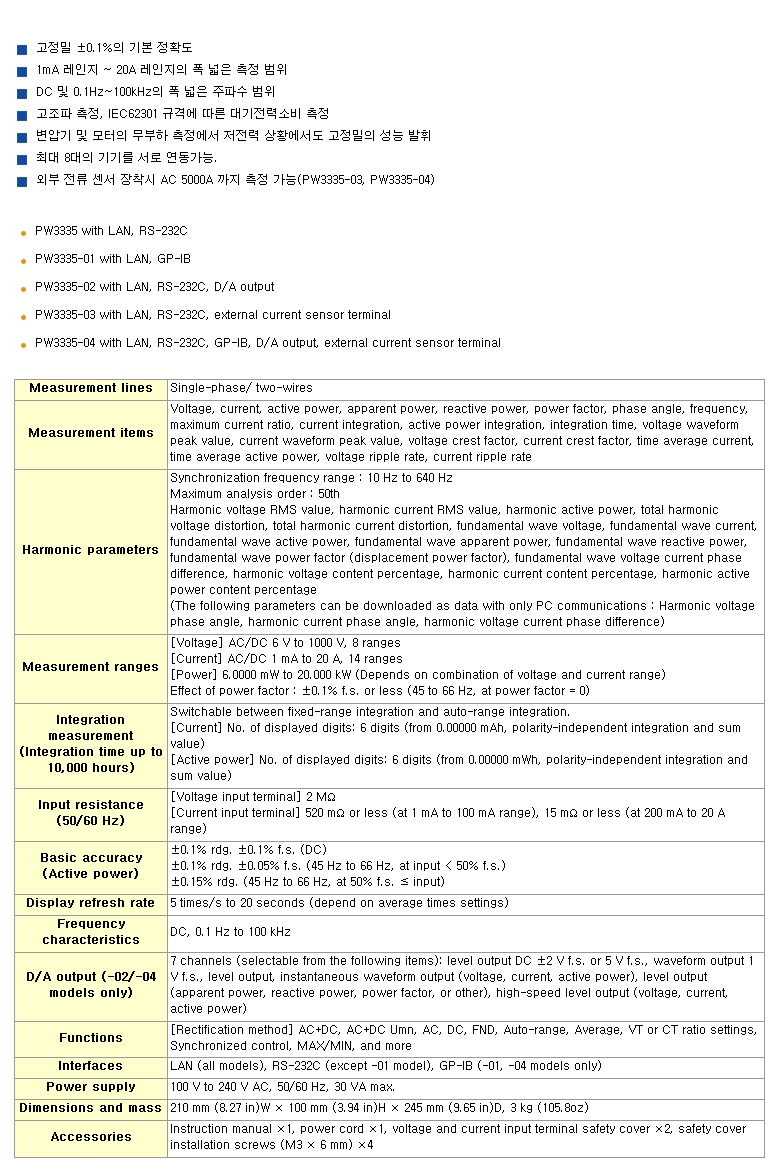 고정밀 ±0.1%의 기본 정확도
1mA 레인지 ~ 20A 레인지의 폭 넓은 측정 범위
DC 및 0.1Hz~100kHz의 폭 넓은 주파수 범위
고조파 측정, IEC62301 규격에 따른 대기전력소비 측정
변압기 및 모터의 무부하 측정에서 저전력 상황에서도 고정밀의 성능 발휘
최대 8대의 기기를 서로 연동가능.
외부 전류 센서 장착시 AC 5000A 까지 측정 가능(PW3335-03, PW3335-04)
PW3335 with LAN, RS-232C
PW3335-01 with LAN, GP-IB
PW3335-02 with LAN, RS-232C, D/A output
PW3335-03 with LAN, RS-232C, external current sensor terminal
PW3335-04 with LAN, RS-232C, GP-IB, D/A output, external current sensor terminal
Measurement lines
Single-phase/ two-wires
Measurement items
Voltage, current, active power, apparent power, reactive power, power factor, phase angle, frequency,
maximum current ratio, current integration, active power integration, integration time, voltage waveform
peak value, current waveform peak value, voltage crest factor, current crest factor, time average current,
time average active power, voltage ripple rate, current ripple rate
Harmonic parameters
Synchronization frequency range : 10 Hz to 640 Hz
Maximum analysis order : 50th
Harmonic voltage RMS value, harmonic current RMS value, harmonic active power, total harmonic
voltage distortion, total harmonic current distortion, fundamental wave voltage, fundamental wave current,
fundamental wave active power, fundamental wave apparent power, fundamental wave reactive power,
fundamental wave power factor (displacement power factor), fundamental wave voltage current phase
difference, harmonic voltage content percentage, harmonic current content percentage, harmonic active
power content percentage
(The following parameters can be downloaded as data with only PC communications : Harmonic voltage
phase angle, harmonic current phase angle, harmonic voltage current phase difference)
Measurement ranges
[Voltage] AC/DC 6 V to 1000 V, 8 ranges
[Current] AC/DC 1 mA to 20 A, 14 ranges
[Power] 6.0000 mW to 20.000 kW (Depends on combination of voltage and current range)
Effect of power factor : ±0.1% f.s. or less (45 to 66 Hz, at power factor = 0)
Integration
measurement
(Integration time up to
10,000 hours)
Switchable between fixed-range integration and auto-range integration.
[Current] No. of displayed digits: 6 digits (from 0.00000 mAh, polarity-independent integration and sum
value)
[Active power] No. of displayed digits: 6 digits (from 0.00000 mWh, polarity-independent integration and
sum value)
Input resistance
(50/60 Hz)
[Voltage input terminal] 2 MΩ
[Current input terminal] 520 mΩ or less (at 1 mA to 100 mA range), 15 mΩ or less (at 200 mA to 20 A
range)
Basic accuracy
(Active power)
±0.1% rdg. ±0.1% f.s. (DC)
±0.1% rdg. ±0.05% f.s. (45 Hz to 66 Hz, at input < 50% f.s.)
±0.15% rdg. (45 Hz to 66 Hz, at 50% f.s. ≤ input)
Display refresh rate
5 times/s to 20 seconds (depend on average times settings)
Frequency
characteristics
DC, 0.1 Hz to 100 kHz
D/A output (-02/-04
models only)
7 channels (selectable from the following items): level output DC ±2 V f.s. or 5 V f.s., waveform output 1
V f.s., level output, instantaneous waveform output (voltage, current, active power), level output
(apparent power, reactive power, power factor, or other), high-speed level output (voltage, current,
active power)
Functions
[Rectification method] AC+DC, AC+DC Umn, AC, DC, FND, Auto-range, Average, VT or CT ratio settings,
Synchronized control, MAX/MIN, and more
Interfaces
LAN (all models), RS-232C (except -01 model), GP-IB (-01, -04 models only)
Power supply
100 V to 240 V AC, 50/60 Hz, 30 VA max.
Dimensions and mass
210 mm (8.27 in)W × 100 mm (3.94 in)H × 245 mm (9.65 in)D, 3 kg (105.8oz)
Accessories
Instruction manual ×1, power cord ×1, voltage and current input terminal safety cover ×2, safety cover
installation screws (M3 × 6 mm) ×4